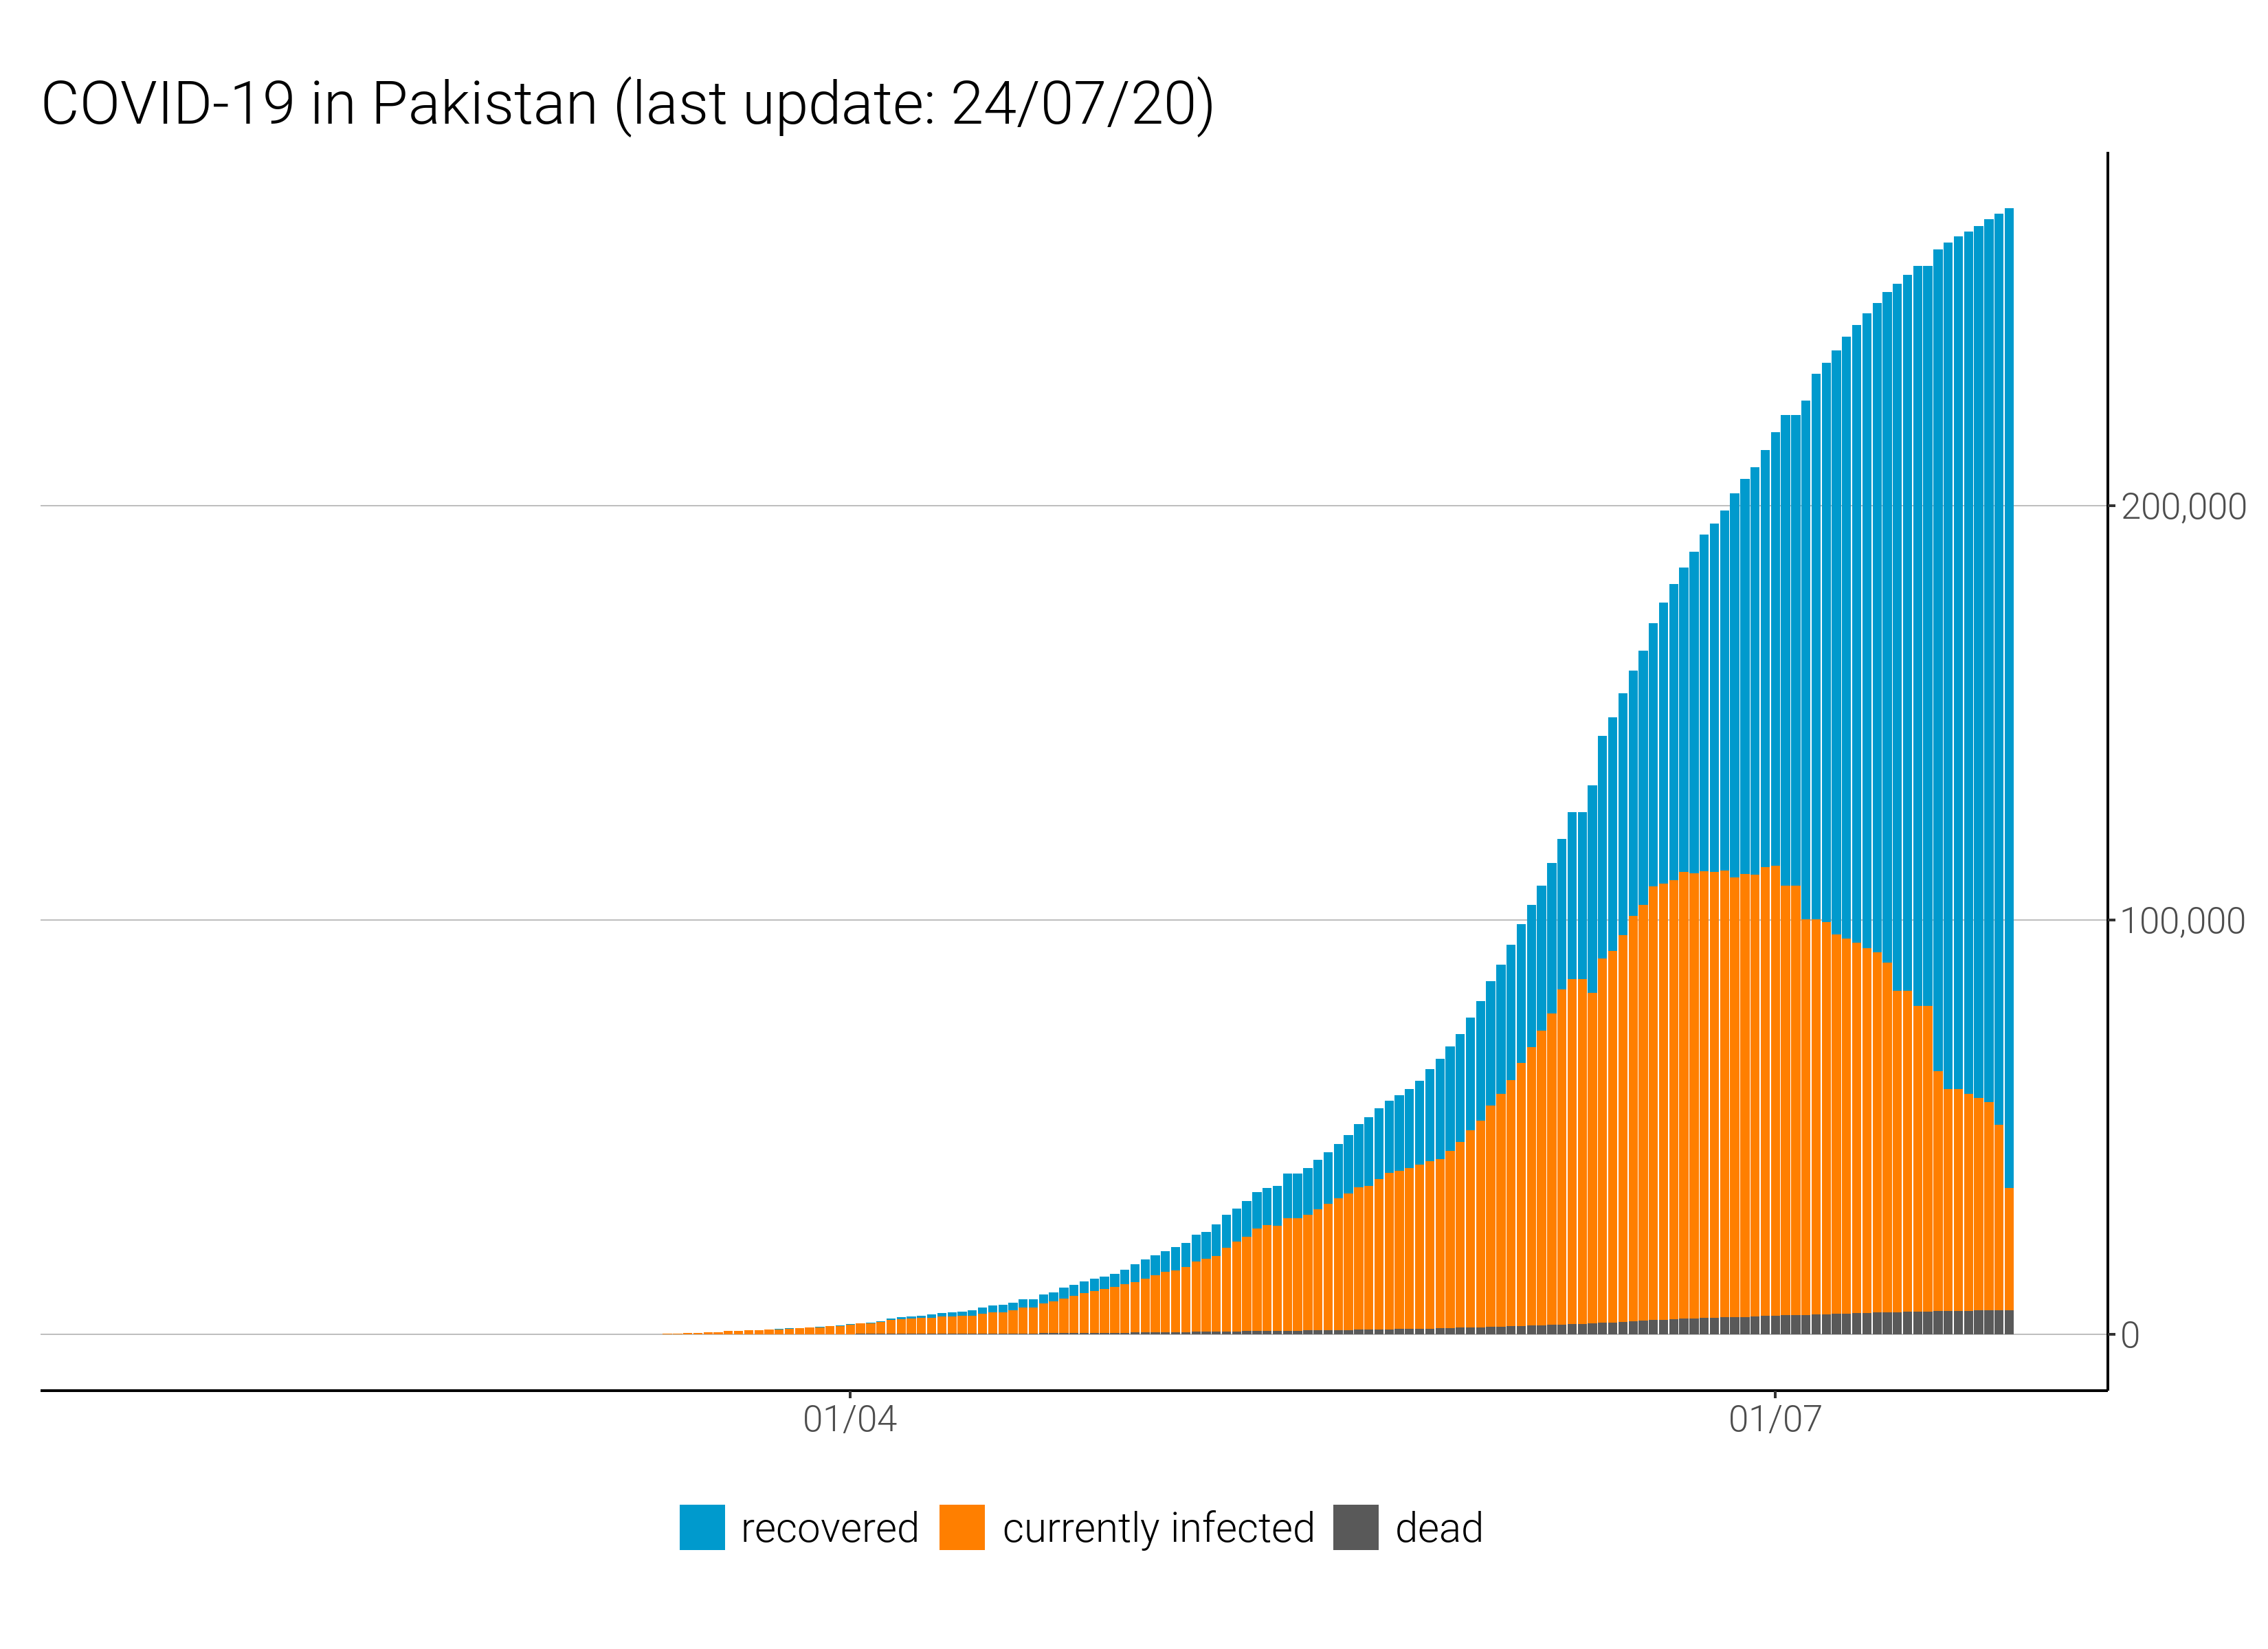 COVID-19 in Pakistan (last update: 24/07/20)
200,000
100,000
0
01/04 01/07
recovered currently infected dead